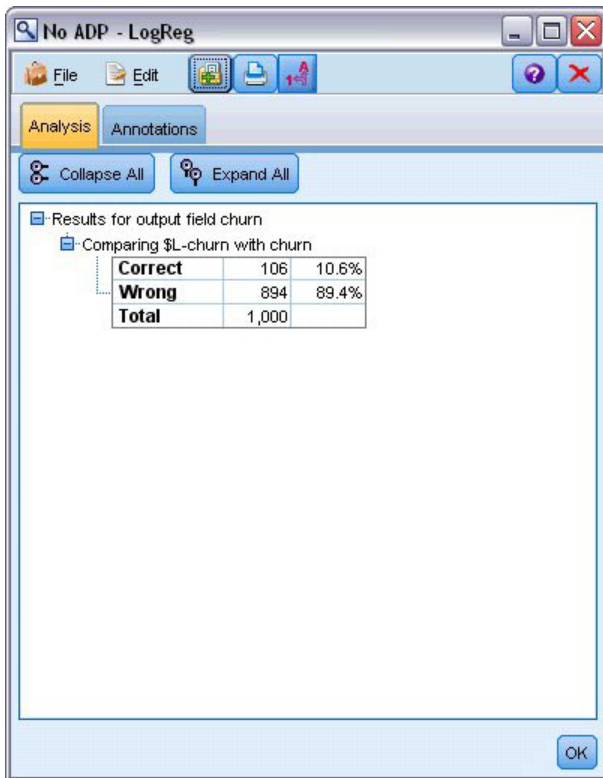 No ADP - LogReg
File Edit
Analysis Annotations
Collapse All Expand All
Results for output field churn
Comparing $L-churn with churn
Correct 106 10.6%
Wrong 894 89.4%
Total 1,000
OK